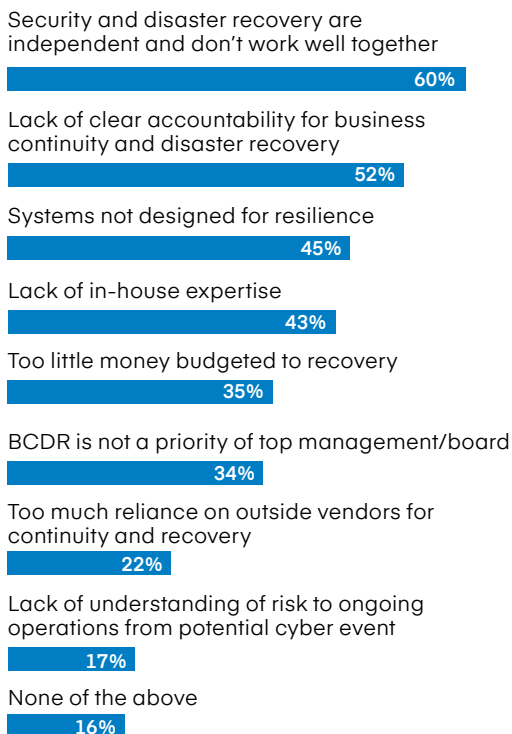 Security and disaster recovery are
independent and don’t work well together
60%
Lack of clear accountability for business
continuity and disaster recovery
52%
Systems not designed for resilience
45%
Lack of in-house expertise
43%
Too little money budgeted to recovery
35%
BCDR is not a priority of top management/board
34%
Too much reliance on outside vendors for
continuity and recovery
22%
Lack of understanding of risk to ongoing
operations from potential cyber event
17%
None of the above
16%